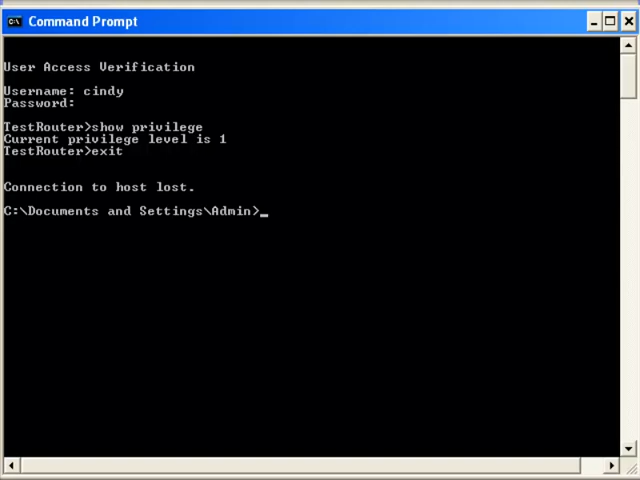 Command Prompt
User Access Verification
Username: cindy
Password:
TestRouter>show privilege
Current privilege level is 1
TestRouter>exit
Connection to host lost.
C:\Documents and Settings\Admin>_